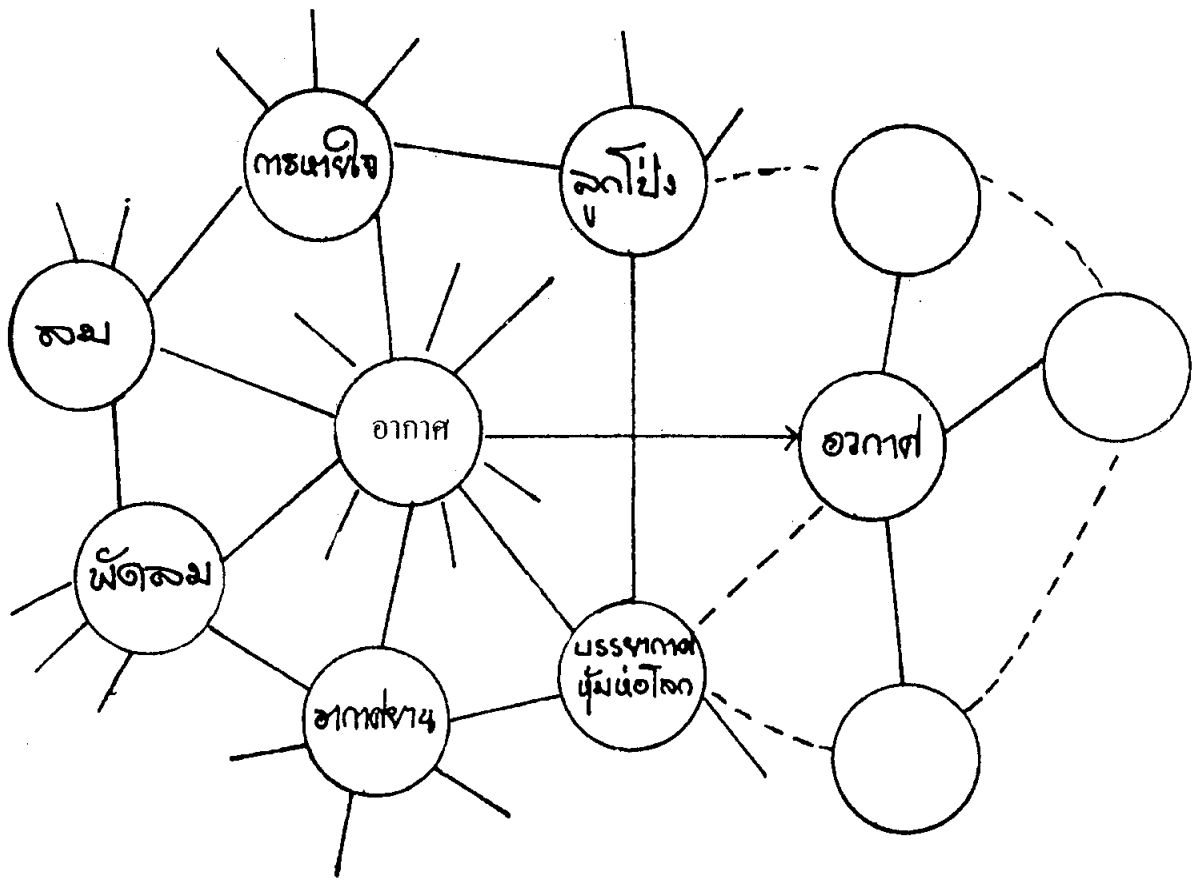 การหายใจ
ลูกโป่ง
ลม
อากาศ
อวกาศ
พัดลม
บรรยากาศ
หุ้มห่อโลก
อากาศยาน